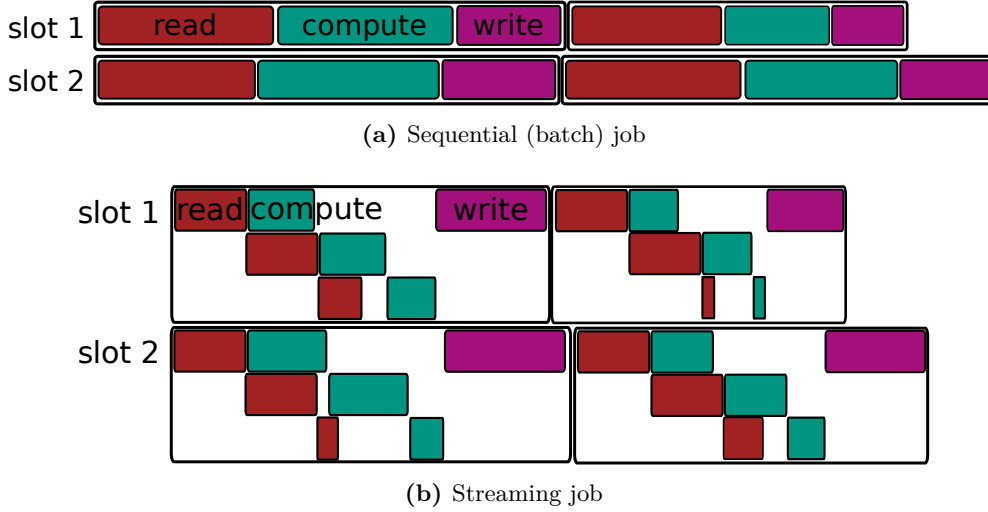 slot 1 read compute write
slot 2
(a) Sequential (batch) job
slot 1 read compute write
slot 2
(b) Streaming job